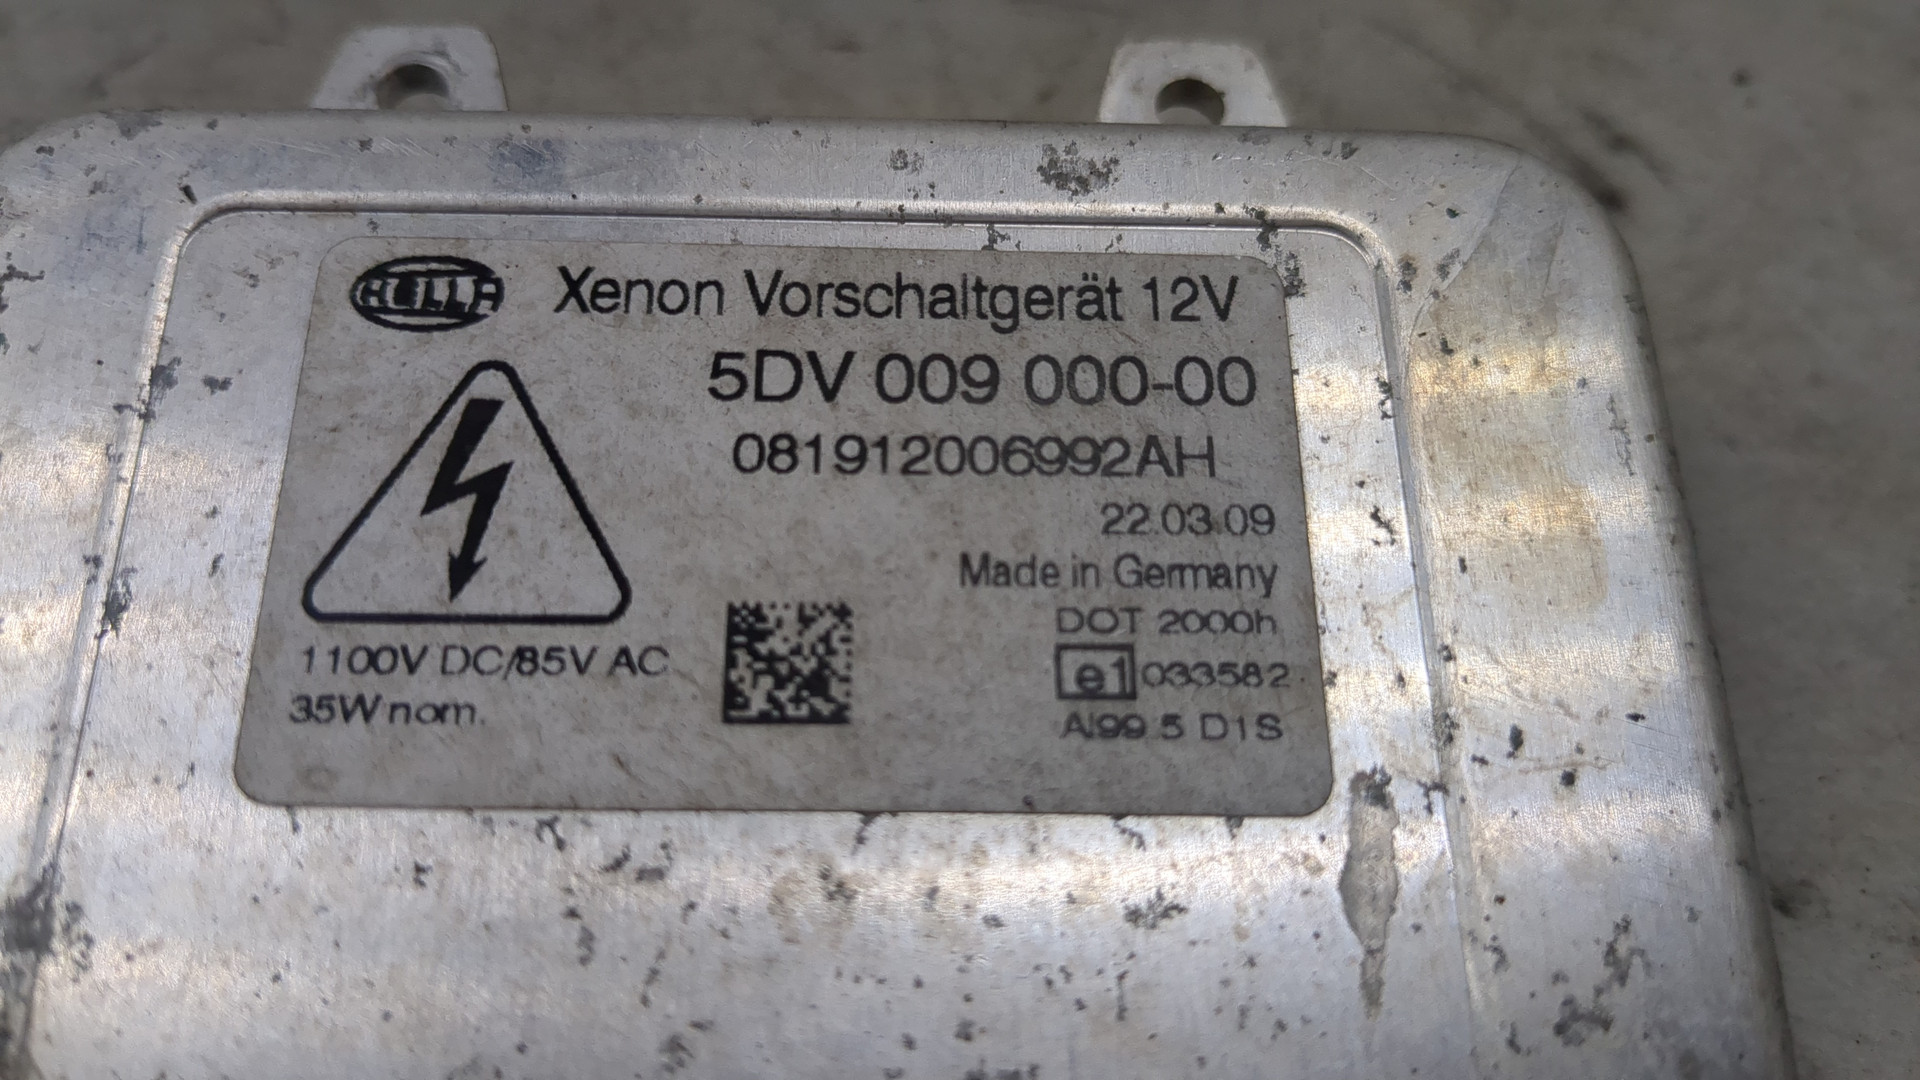 HELLA Xenon Vorschaltgerät 12V
5DV 009 000-00
081912006992AH
22.03.09
Made in Germany
DOT 2000h
1100V DC/85V AC
e1 033582
35W nom.
Al99.5 D1S